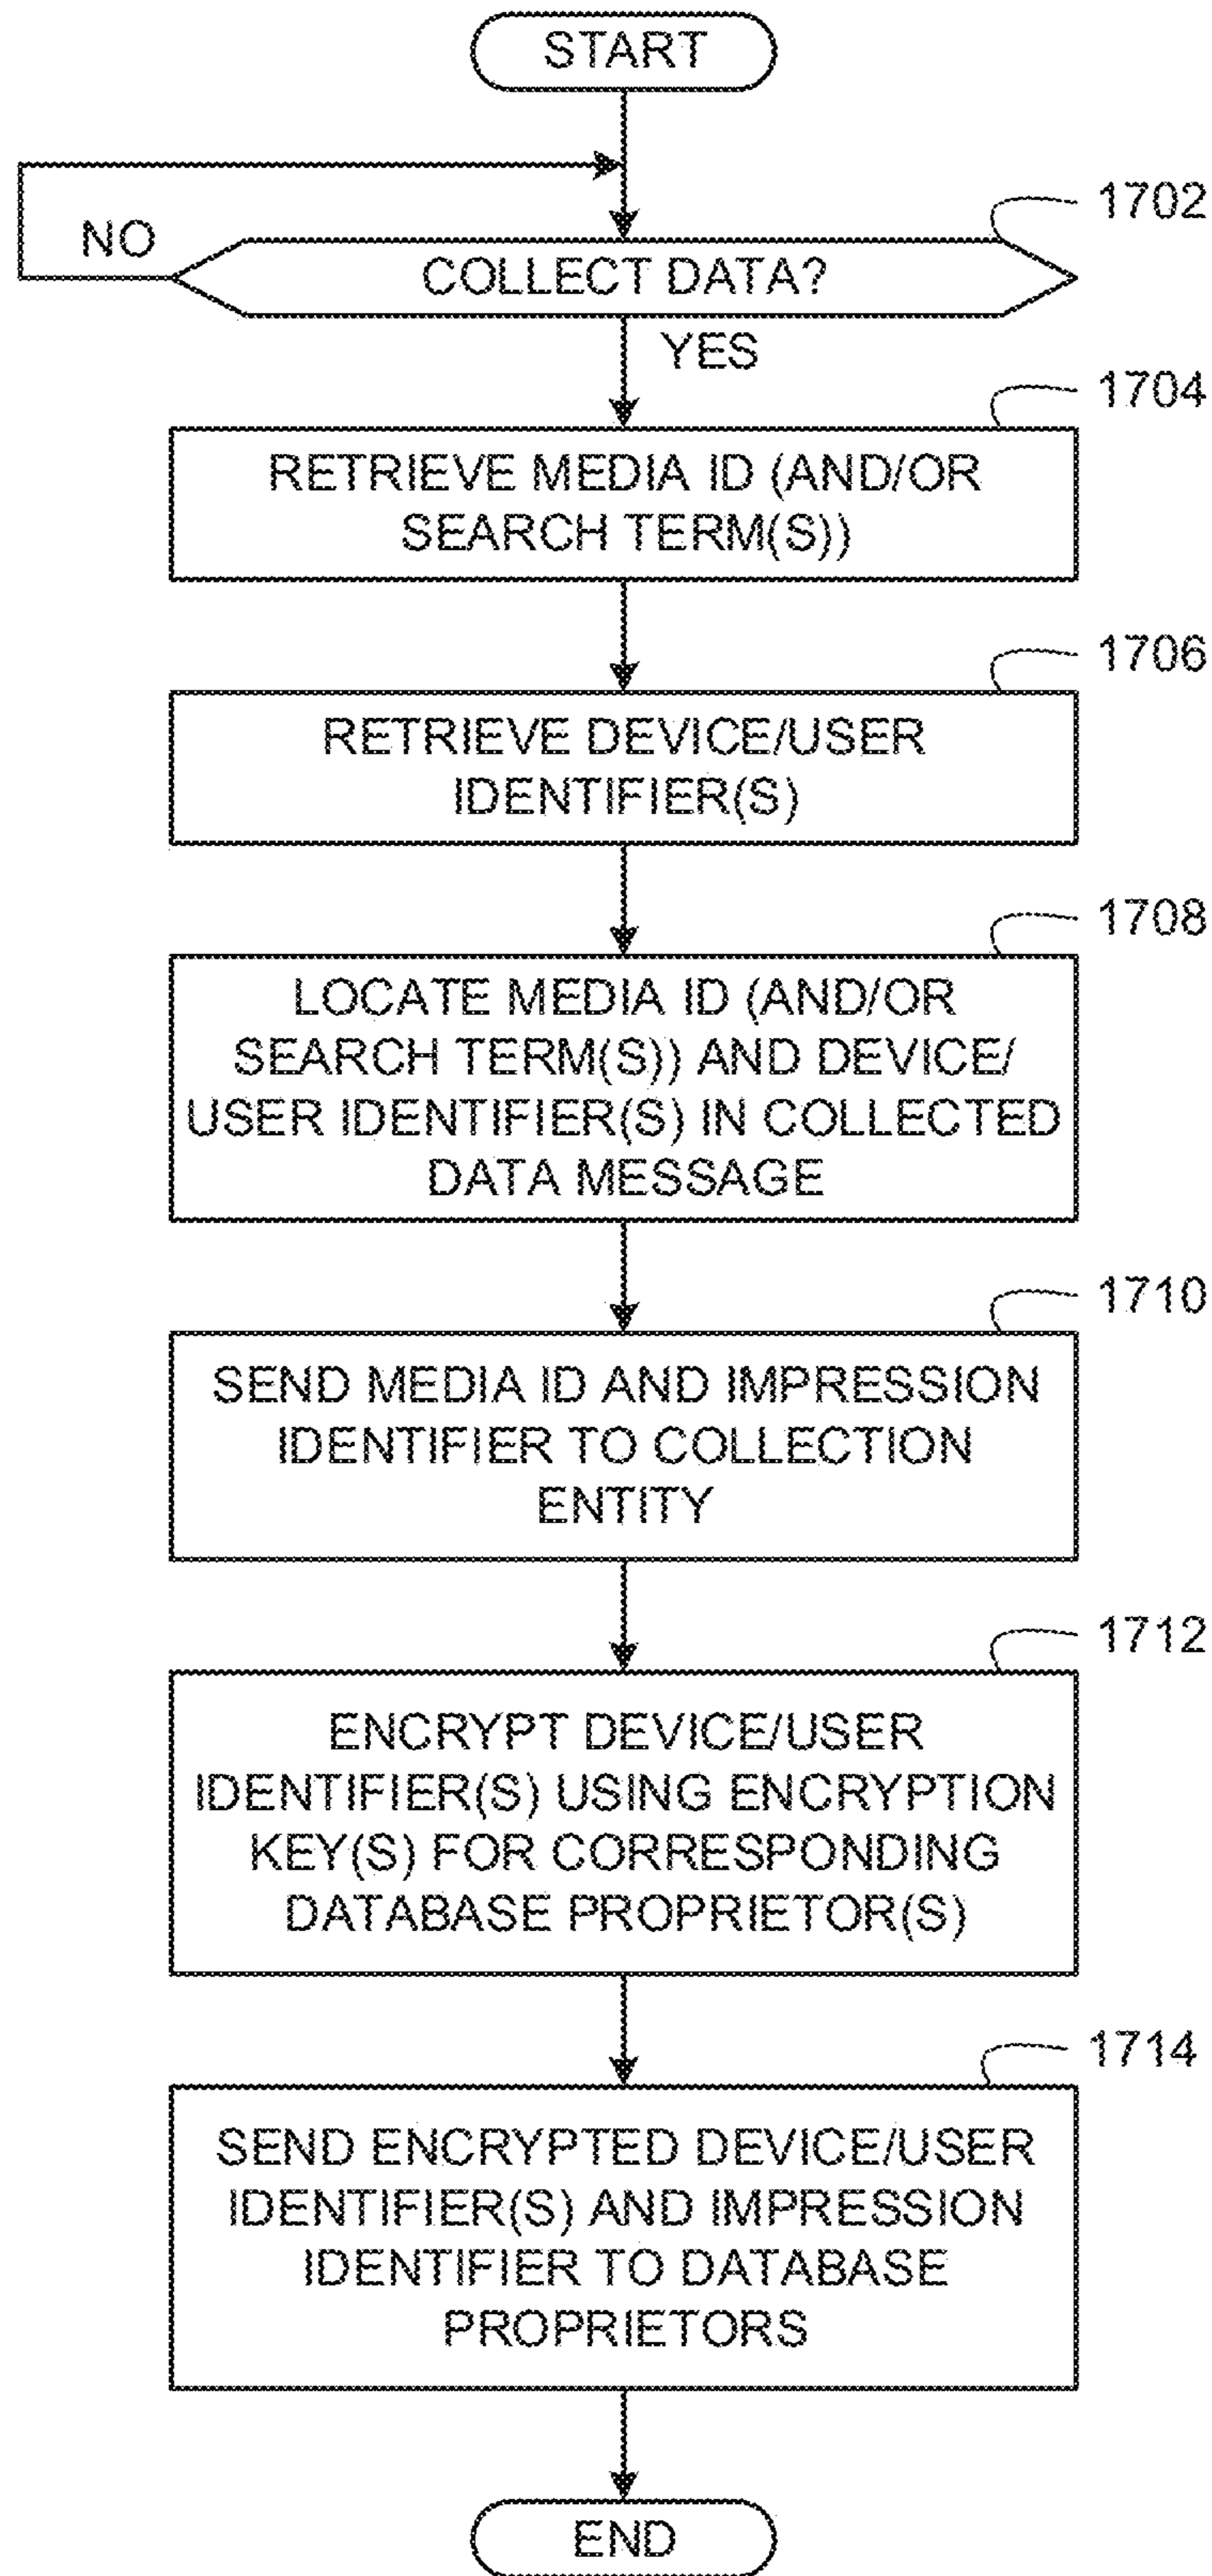 START
1702
NO
COLLECT DATA?
YES
1704
RETRIEVE MEDIA ID (AND/OR
SEARCH TERM(S))
1706
RETRIEVE DEVICE/USER
IDENTIFIER(S)
1708
LOCATE MEDIA ID (AND/OR
SEARCH TERM(S)) AND DEVICE/
USER IDENTIFIER(S) IN COLLECTED
DATA MESSAGE
1710
SEND MEDIA ID AND IMPRESSION
IDENTIFIER TO COLLECTION
ENTITY
1712
ENCRYPT DEVICE/USER
IDENTIFIER(S) USING ENCRYPTION
KEY(S) FOR CORRESPONDING
DATABASE PROPRIETOR(S)
1714
SEND ENCRYPTED DEVICE/USER
IDENTIFIER(S) AND IMPRESSION
IDENTIFIER TO DATABASE
PROPRIETORS
END